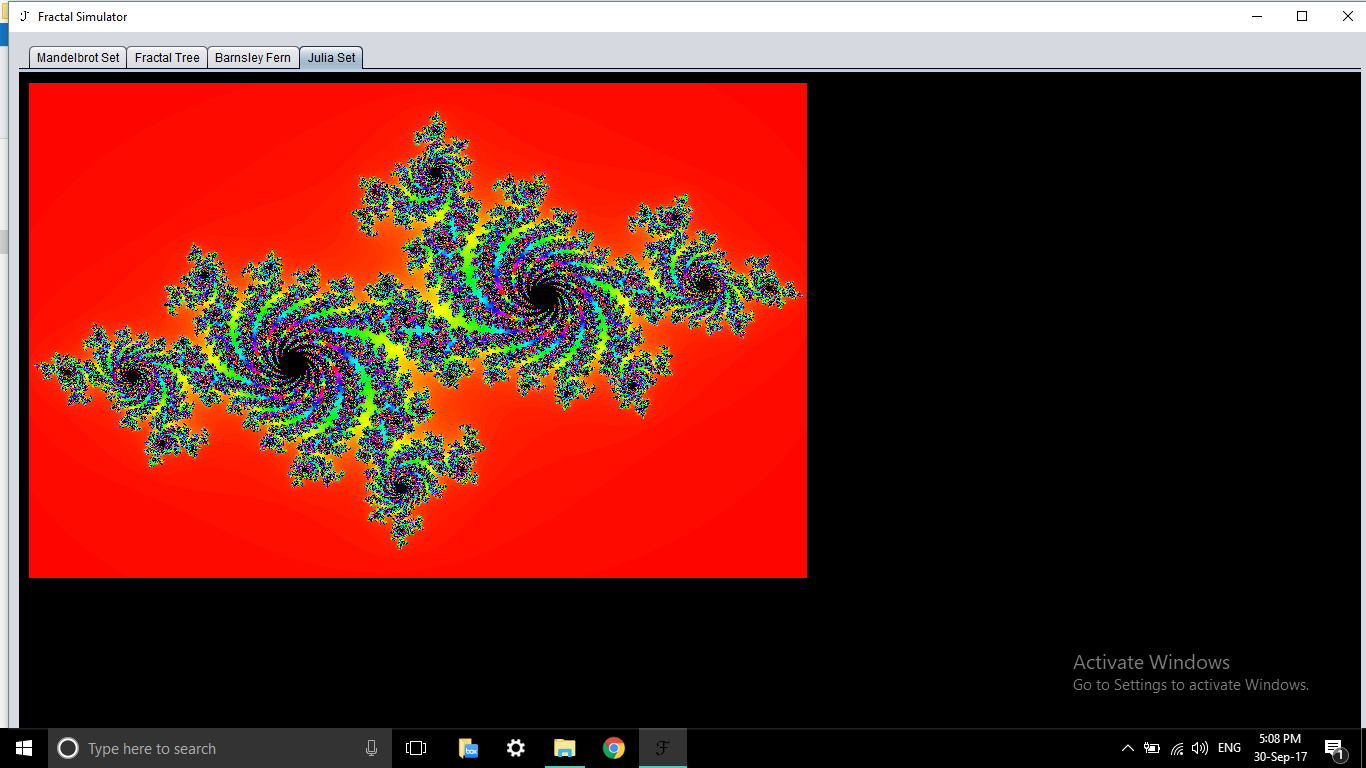 ℱ Fractal Simulator
Mandelbrot Set Fractal Tree Barnsley Fern Julia Set
Activate Windows
Go to Settings to activate Windows.
Type here to search
box
ℱ
ENG
5:08 PM
30-Sep-17
1